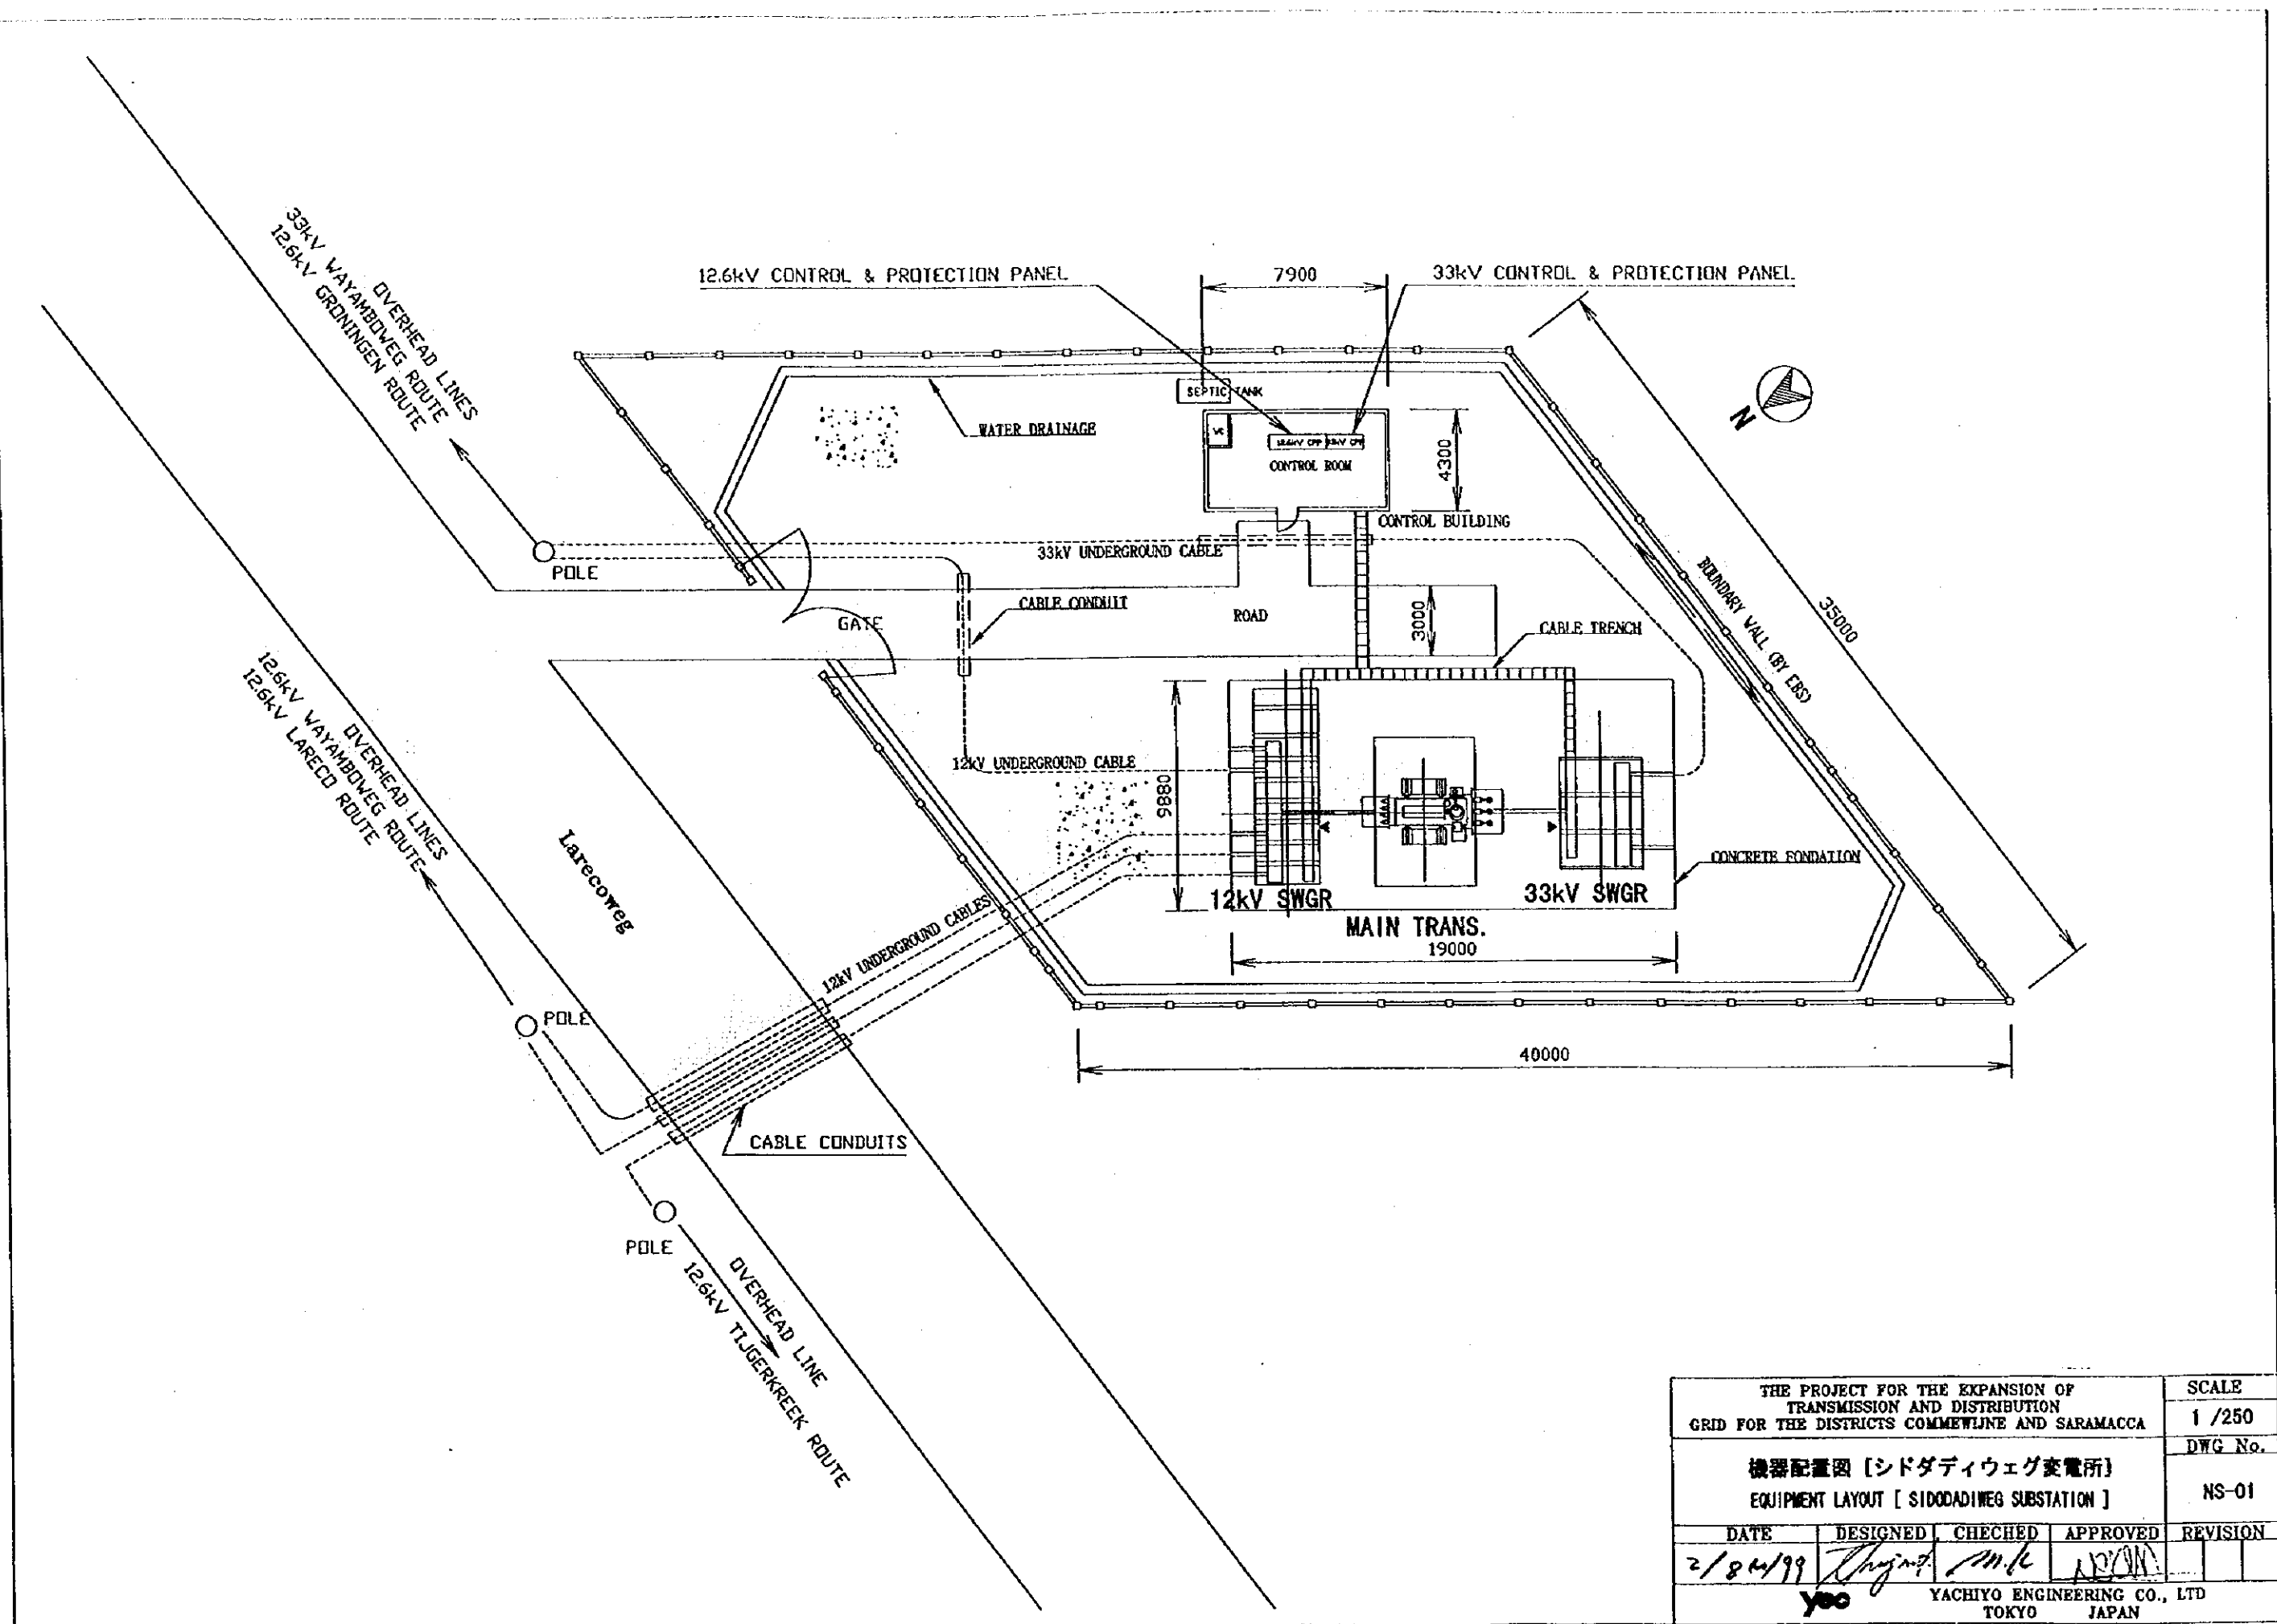 33kV WAYAMBOWEG ROUTE
12.6kV GRONINGEN ROUTE
OVERHEAD LINES
12.6kV CONTROL & PROTECTION PANEL
7900
33kV CONTROL & PROTECTION PANEL
SEPTIC TANK
WATER DRAINAGE
12.6kV CPP
33kV CPP
CONTROL ROOM
4300
N
CONTROL BUILDING
33kV UNDERGROUND CABLE
POLE
CABLE CONDUIT
ROAD
GATE
3000
CABLE TRENCH
BOUNDARY WALL (BY EBS)
35000
OVERHEAD LINES
12.6kV WAYAMBOWEG ROUTE
12.6kV LARECO ROUTE
12kV UNDERGROUND CABLE
9880
Larecoweg
CONCRETE FONDATION
12kV SWGR
33kV SWGR
MAIN TRANS.
19000
12kV UNDERGROUND CABLES
POLE
40000
CABLE CONDUITS
POLE
OVERHEAD LINE
12.6kV TIJGERKREEK ROUTE
THE PROJECT FOR THE EXPANSION OF
TRANSMISSION AND DISTRIBUTION
GRID FOR THE DISTRICTS COMMEWIJNE AND SARAMACCA
SCALE
1 /250
DWG No.
機器配置図 [シドダディウェグ変電所]
EQUIPMENT LAYOUT [ SIDODADIWEG SUBSTATION ]
NS-01
DATE
DESIGNED
CHECHED
APPROVED
REVISION
m.k
yec
YACHIYO ENGINEERING CO., LTD
TOKYO JAPAN